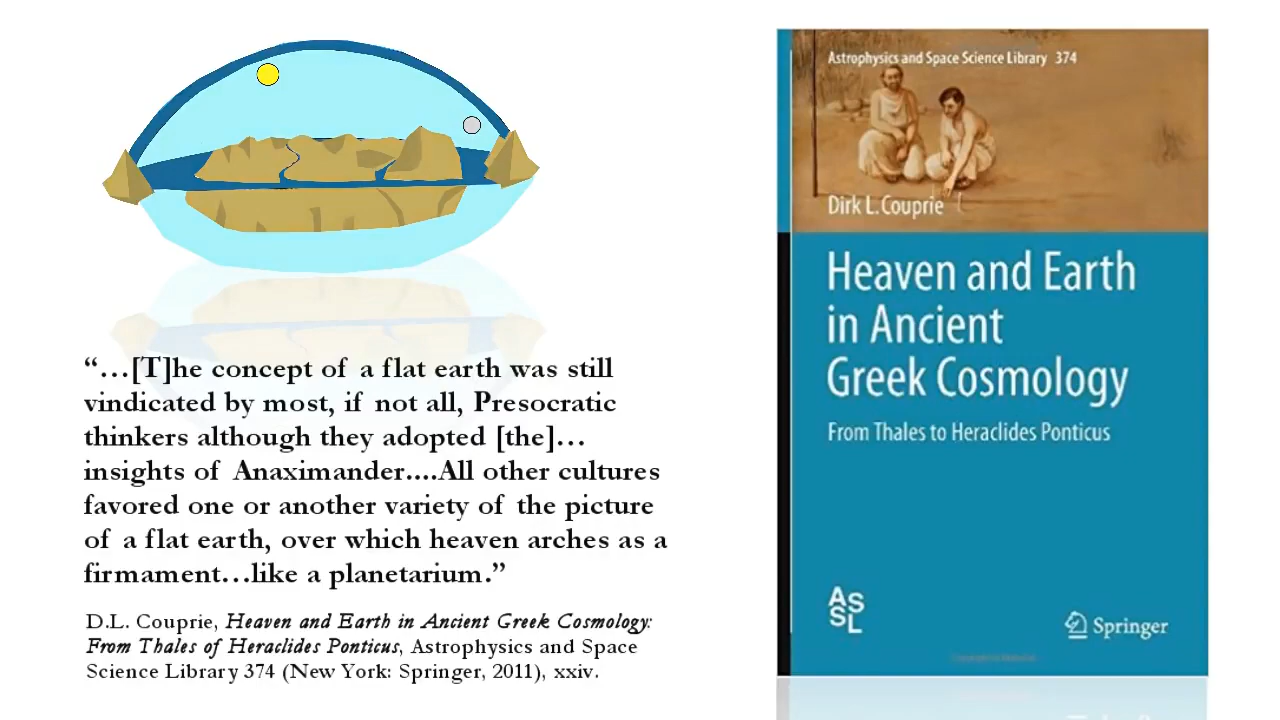 “…[T]he concept of a flat earth was still
vindicated by most, if not all, Presocratic
thinkers although they adopted [the]…
insights of Anaximander....All other cultures
favored one or another variety of the picture
of a flat earth, over which heaven arches as a
firmament…like a planetarium.”
D.L. Couprie, Heaven and Earth in Ancient Greek Cosmology:
From Thales of Heraclides Ponticus, Astrophysics and Space
Science Library 374 (New York: Springer, 2011), xxiv.
Astrophysics and Space Science Library 374
Dirk L. Couprie
Heaven and Earth
in Ancient
Greek Cosmology
From Thales to Heraclides Ponticus
AS
SL
Springer